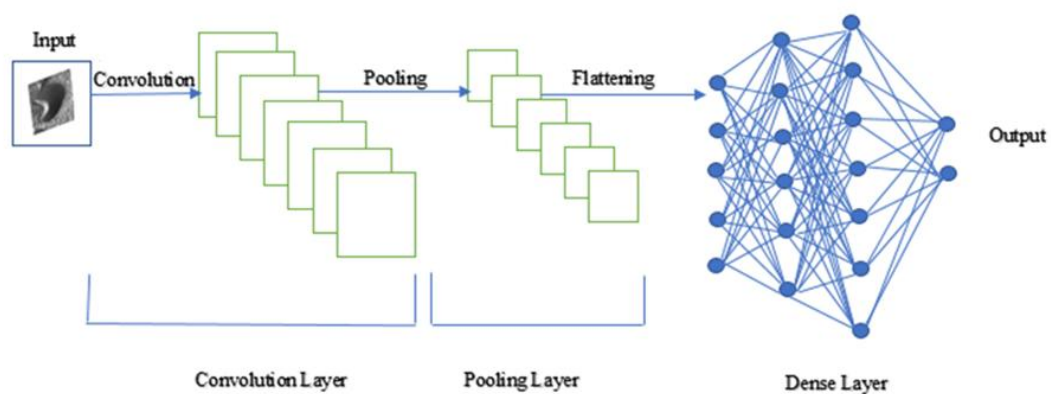 Input
Convolution
Pooling
Flattening
Output
Convolution Layer
Pooling Layer
Dense Layer